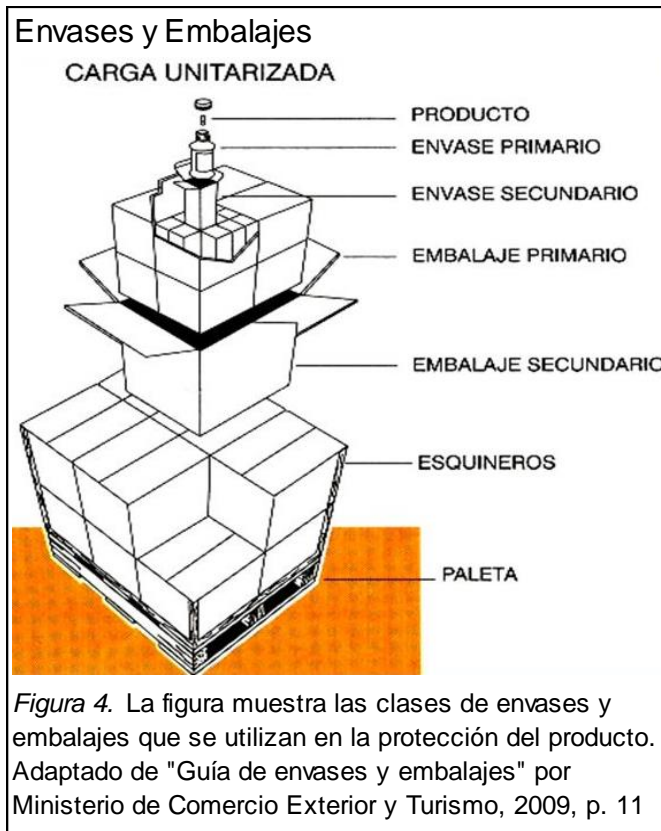 Envases y Embalajes
CARGA UNITARIZADA
PRODUCTO
ENVASE PRIMARIO
ENVASE SECUNDARIO
EMBALAJE PRIMARIO
EMBALAJE SECUNDARIO
ESQUINEROS
PALETA
Figura 4. La figura muestra las clases de envases y
embalajes que se utilizan en la protección del producto.
Adaptado de "Guía de envases y embalajes" por
Ministerio de Comercio Exterior y Turismo, 2009, p. 11